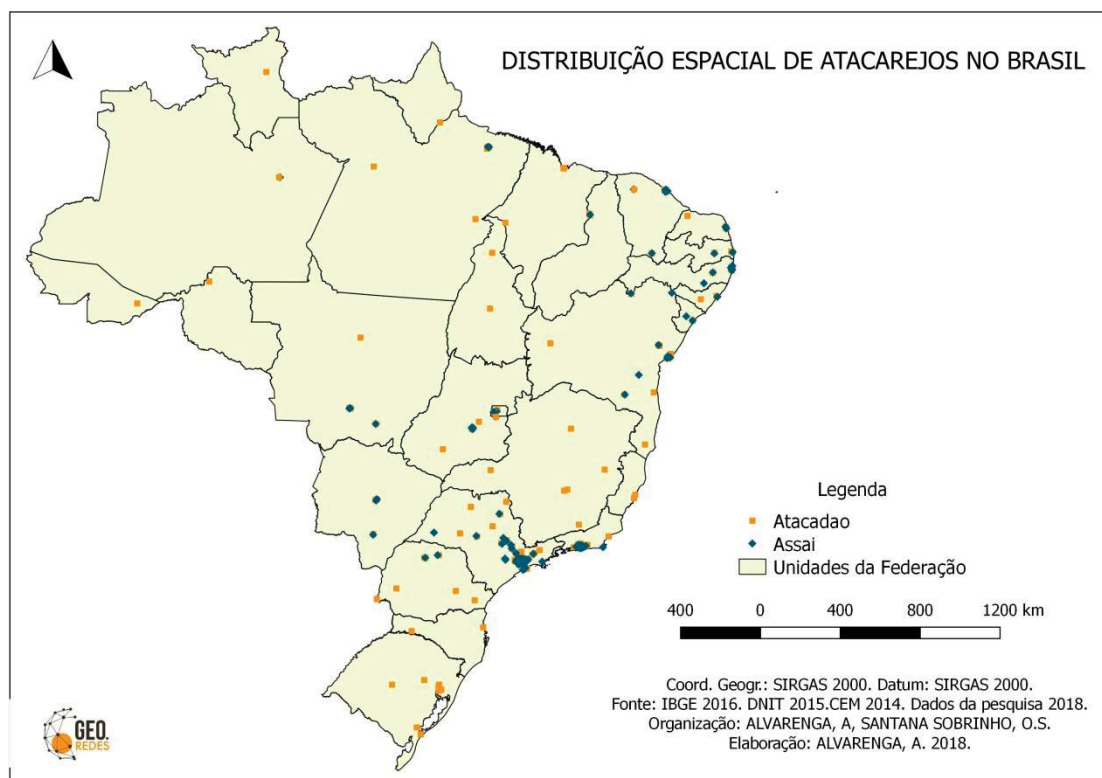 DISTRIBUIÇÃO ESPACIAL DE ATACAREJOS NO BRASIL
Legenda
Atacadao
Assai
Unidades da Federação
400 0 400 800 1200 km
Coord. Geogr.: SIRGAS 2000. Datum: SIRGAS 2000.
Fonte: IBGE 2016. DNIT 2015.CEM 2014. Dados da pesquisa 2018.
Organização: ALVARENGA, A, SANTANA SOBRINHO, O.S.
Elaboração: ALVARENGA, A. 2018.
GEO.
REDES